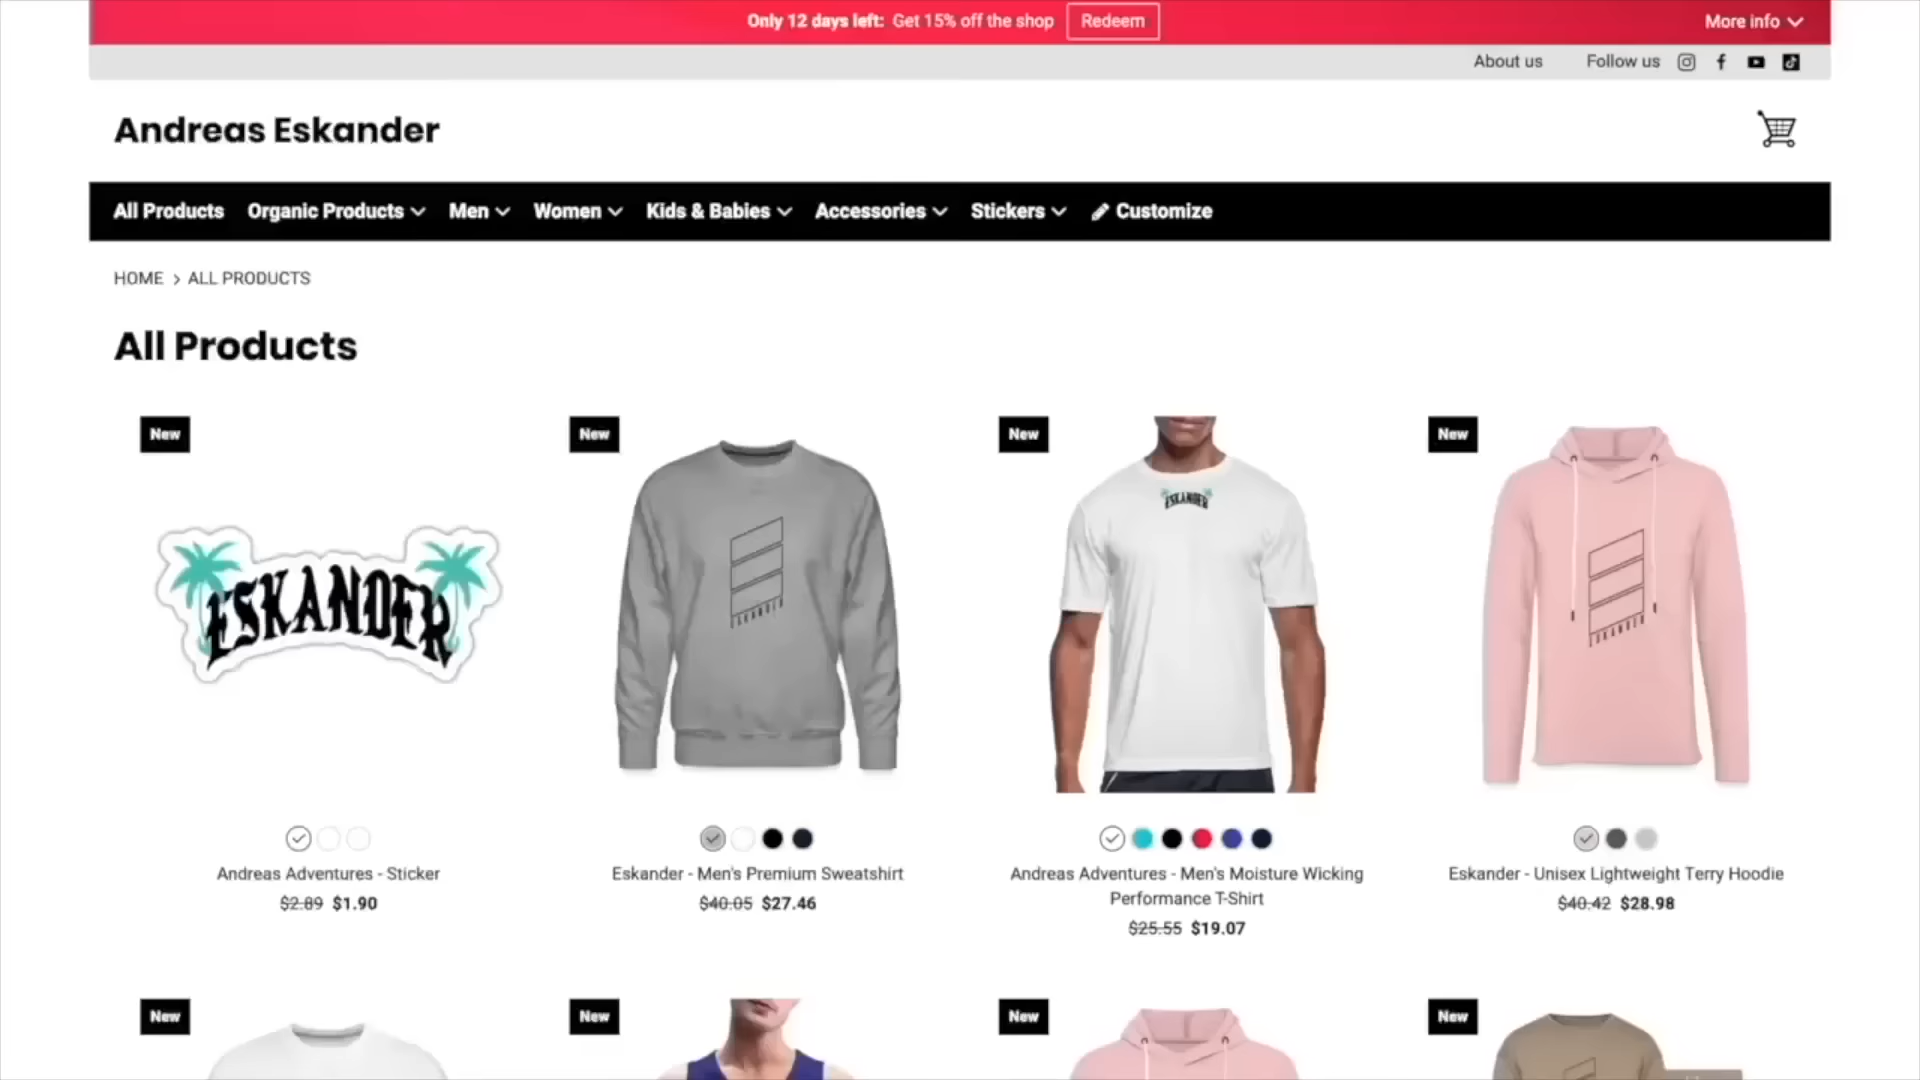 Only 12 days left: Get 15% off the shop Redeem More info
About us Follow us
Andreas Eskander
All Products Organic Products Men Women Kids & Babies Accessories Stickers Customize
HOME > ALL PRODUCTS
All Products
New New New New
ESKANDER
ESKANDER
ESKANDER
ESKANDER
Andreas Adventures - Sticker
$2.89 $1.90
Eskander - Men's Premium Sweatshirt
$40.05 $27.46
Andreas Adventures - Men's Moisture Wicking
Performance T-Shirt
$25.55 $19.07
Eskander - Unisex Lightweight Terry Hoodie
$40.42 $28.98
New New New New